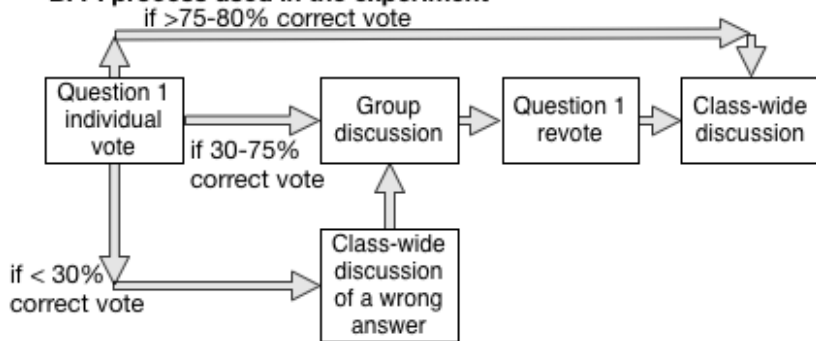 if >75-80% correct vote
Question 1
individual
vote
if 30-75%
correct vote
Group
discussion
Question 1
revote
Class-wide
discussion
if < 30%
correct vote
Class-wide
discussion
of a wrong
answer